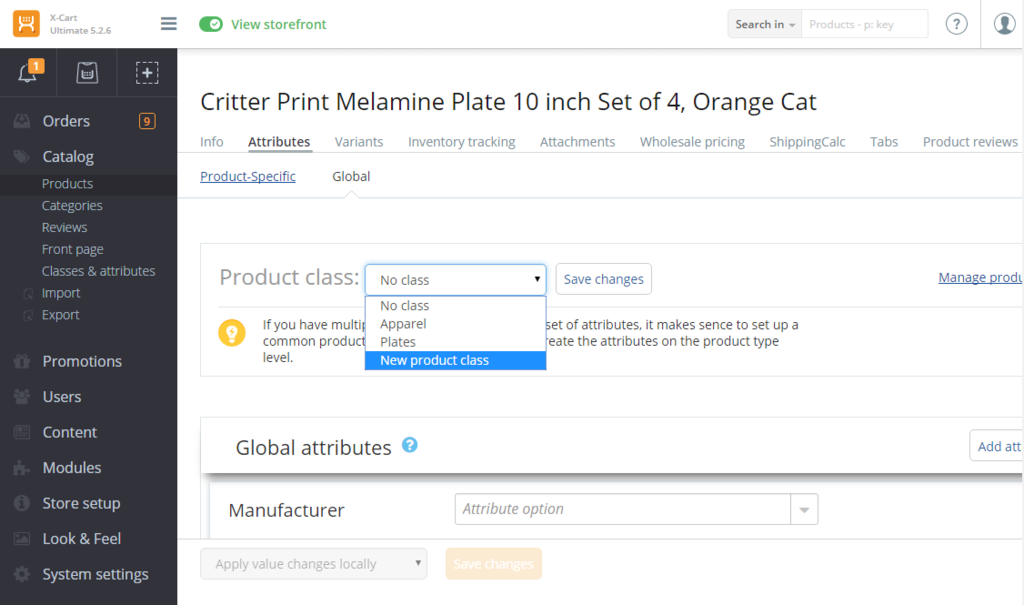 X-Cart
Ultimate 5.2.6
View storefront
Search in
Products - p: key
?
1
Orders 9
Catalog
Products
Categories
Reviews
Front page
Classes & attributes
Import
Export
Promotions
Users
Content
Modules
Store setup
Look & Feel
System settings
Critter Print Melamine Plate 10 inch Set of 4, Orange Cat
Info Attributes Variants Inventory tracking Attachments Wholesale pricing ShippingCalc Tabs Product reviews
Product-Specific Global
Product class: No class Save changes Manage produ
No class
Apparel
Plates
New product class
If you have multip set of attributes, it makes sence to set up a
common product reate the attributes on the product type
level.
Global attributes ? Add att
Manufacturer Attribute option
Apply value changes locally Save changes